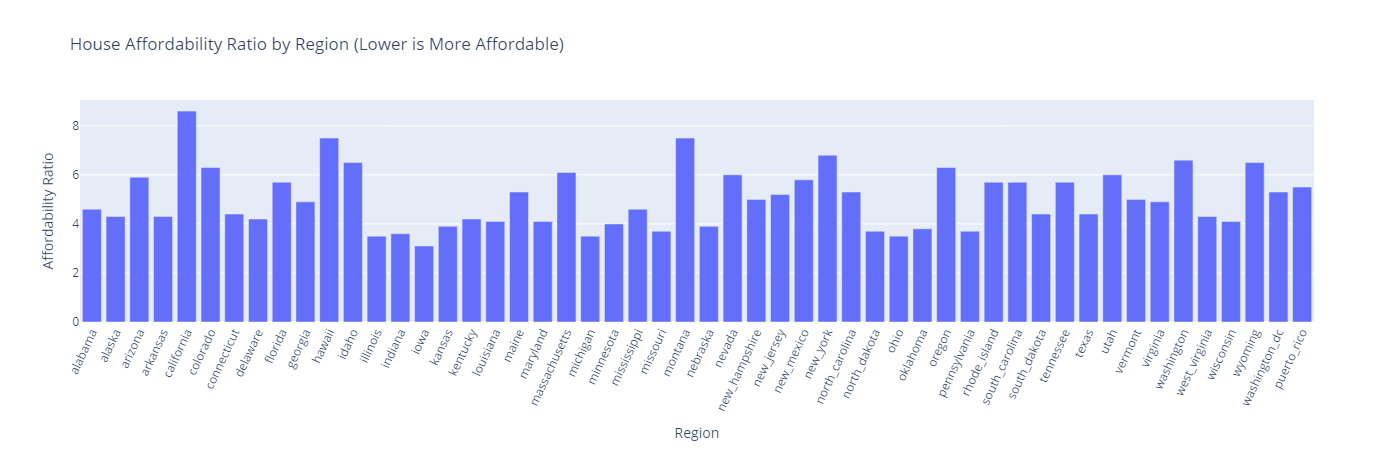 House Affordability Ratio by Region (Lower is More Affordable)
Affordability Ratio
8
6
4
2
0
alabama
alaska
arizona
arkansas
california
colorado
connecticut
delaware
florida
georgia
hawaii
idaho
illinois
indiana
iowa
kansas
kentucky
louisiana
maine
maryland
massachusetts
michigan
minnesota
mississippi
missouri
montana
nebraska
nevada
new_hampshire
new_jersey
new_mexico
new_york
north_carolina
north_dakota
ohio
oklahoma
oregon
pennsylvania
rhode_island
south_carolina
south_dakota
tennessee
texas
utah
vermont
virginia
washington
west_virginia
wisconsin
wyoming
washington_dc
puerto_rico
Region